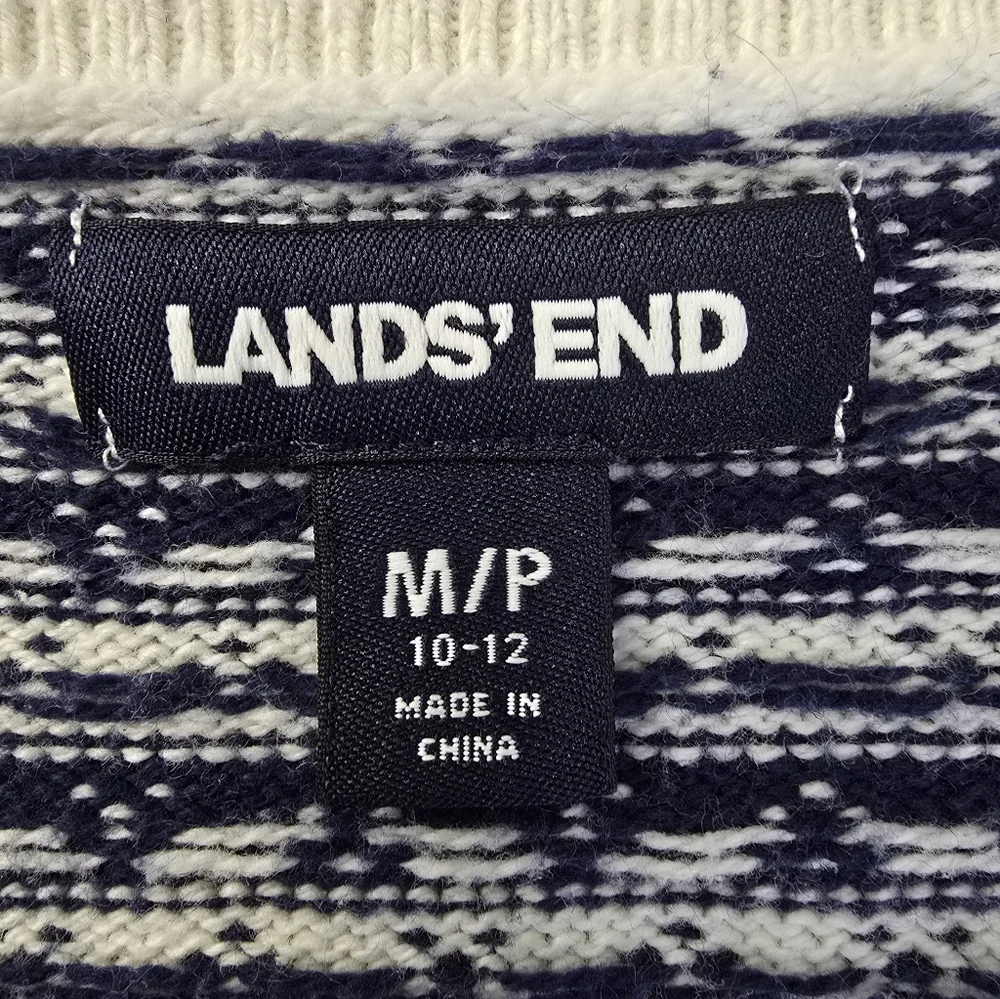 LANDS' END
M/P
10-12
MADE IN
CHINA